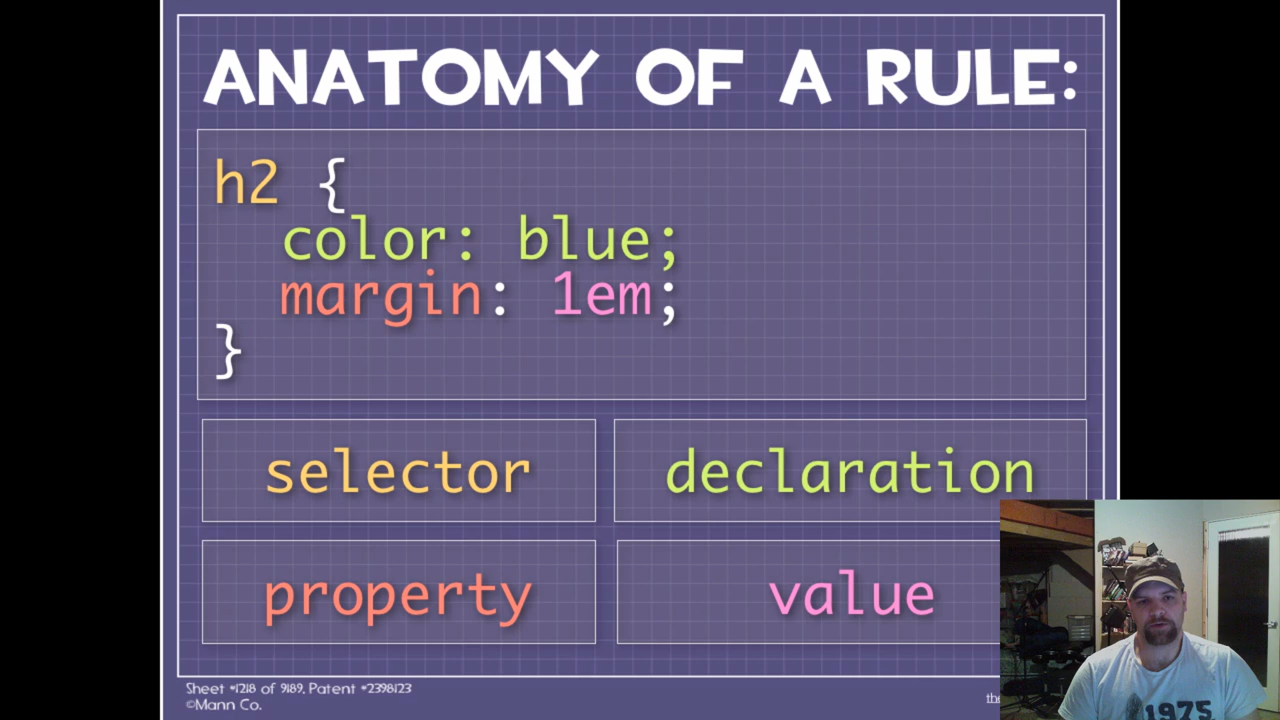 ANATOMY OF A RULE:
h2 {
color: blue;
margin: 1em;
}
selector
declaration
property
value
Sheet #1218 of 9189, Patent #2398123
©Mann Co.
1975